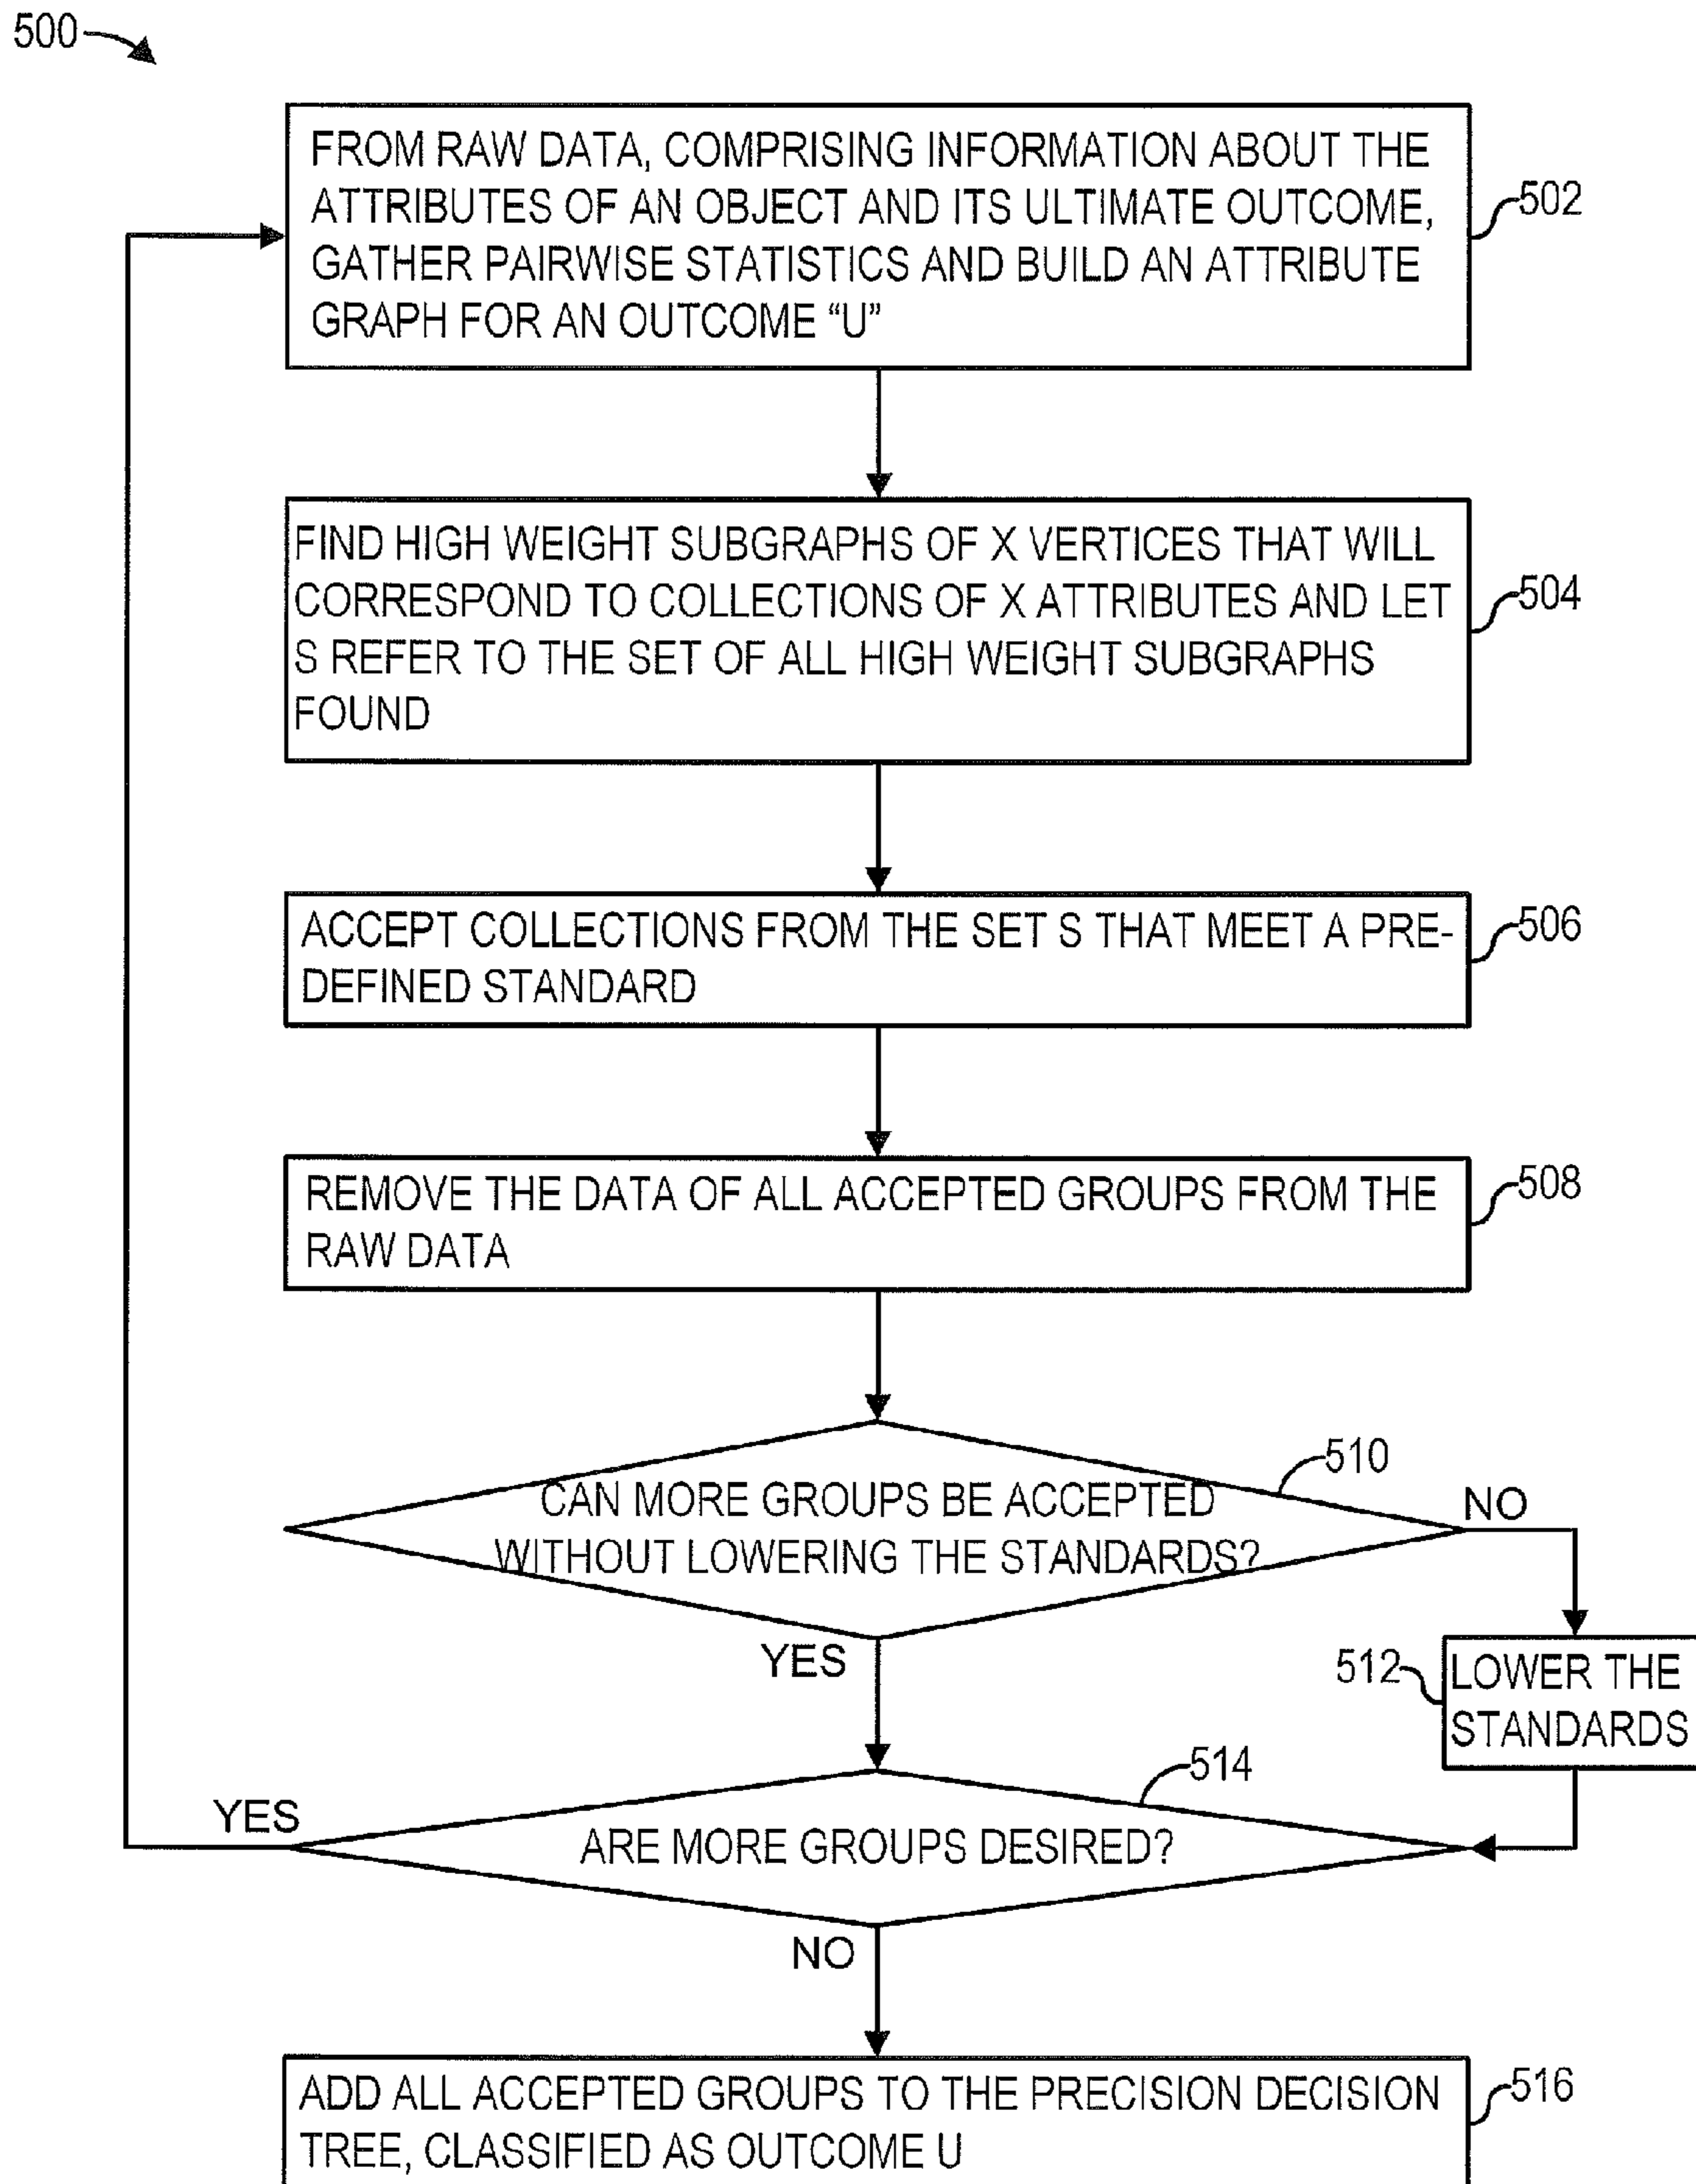 500
FROM RAW DATA, COMPRISING INFORMATION ABOUT THE
ATTRIBUTES OF AN OBJECT AND ITS ULTIMATE OUTCOME,
GATHER PAIRWISE STATISTICS AND BUILD AN ATTRIBUTE
GRAPH FOR AN OUTCOME “U”
502
FIND HIGH WEIGHT SUBGRAPHS OF X VERTICES THAT WILL
CORRESPOND TO COLLECTIONS OF X ATTRIBUTES AND LET
S REFER TO THE SET OF ALL HIGH WEIGHT SUBGRAPHS
FOUND
504
ACCEPT COLLECTIONS FROM THE SET S THAT MEET A PRE-
DEFINED STANDARD
506
REMOVE THE DATA OF ALL ACCEPTED GROUPS FROM THE
RAW DATA
508
CAN MORE GROUPS BE ACCEPTED
WITHOUT LOWERING THE STANDARDS?
510
NO
YES
512
LOWER THE
STANDARDS
514
YES
ARE MORE GROUPS DESIRED?
NO
ADD ALL ACCEPTED GROUPS TO THE PRECISION DECISION
TREE, CLASSIFIED AS OUTCOME U
516